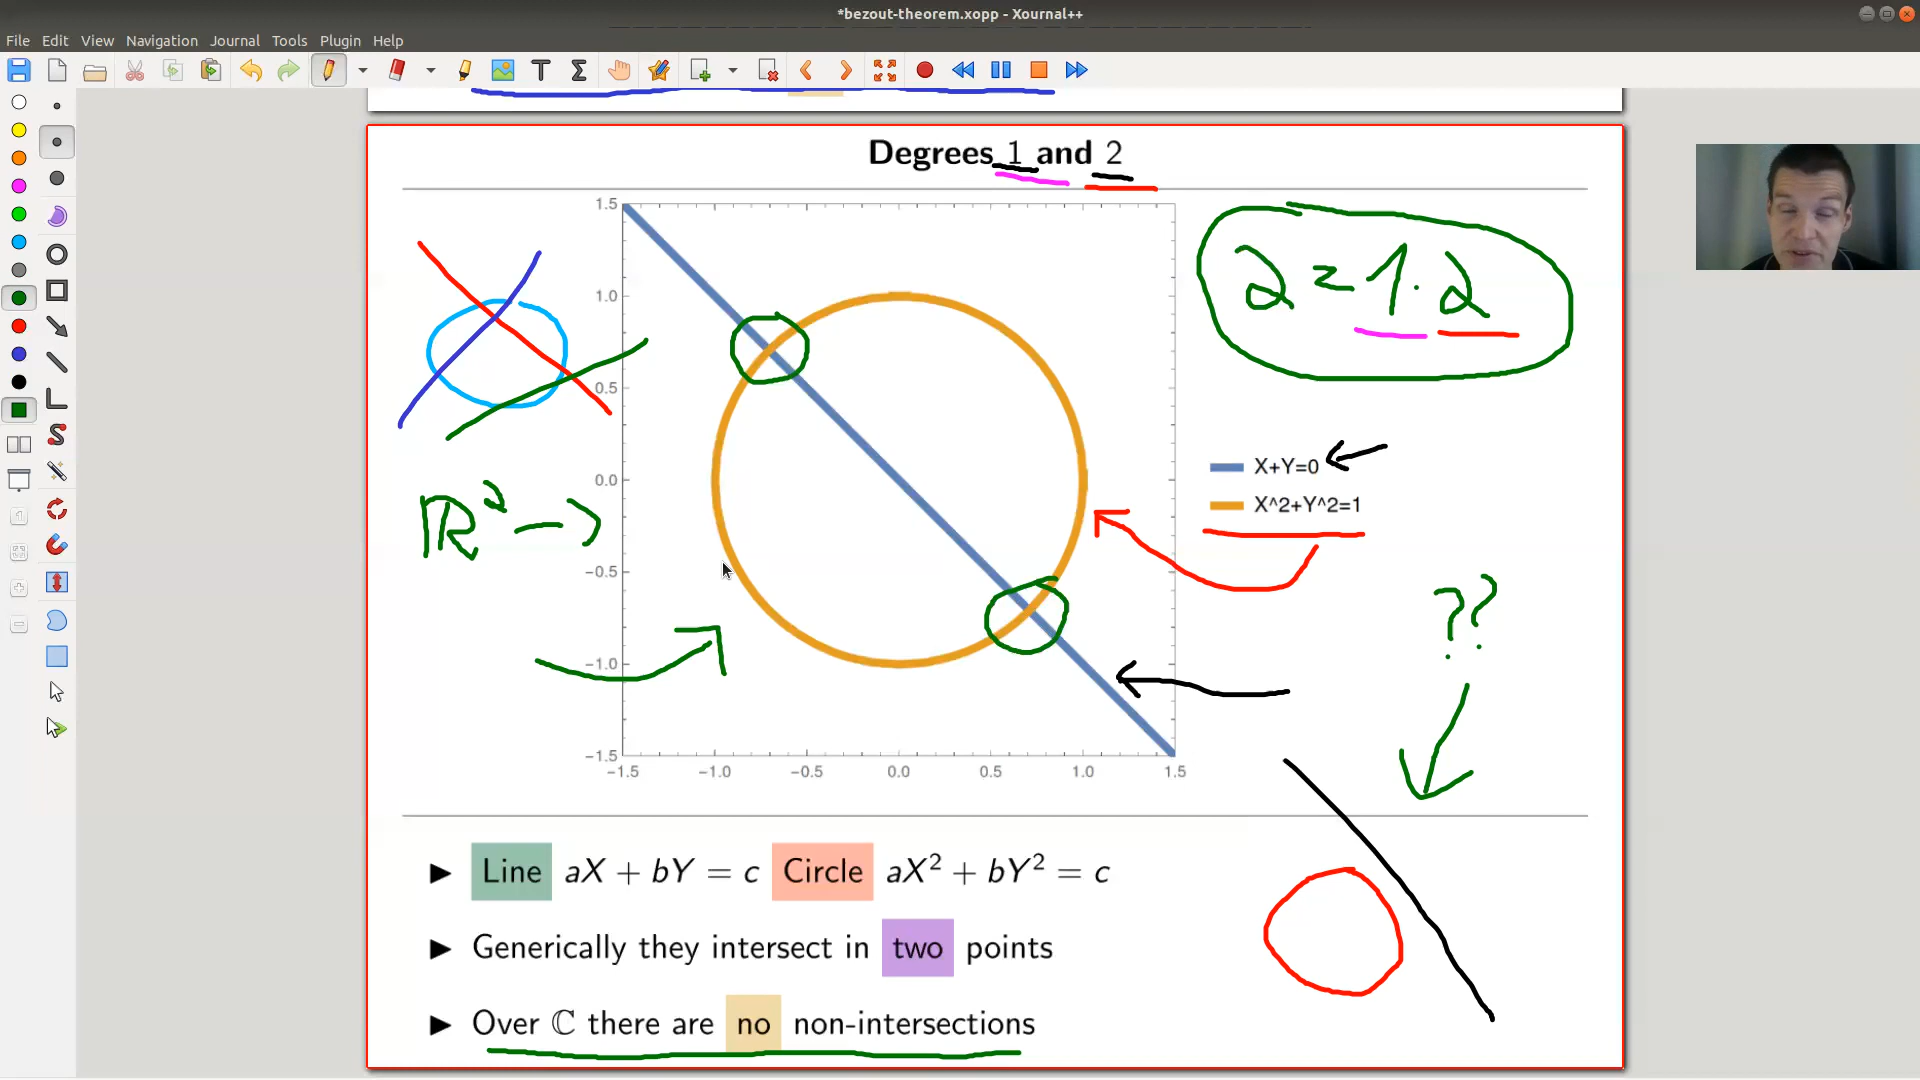 *bezout-theorem.xopp - Xournal++
File Edit View Navigation Journal Tools Plugin Help
Degrees 1 and 2
1.5
1.0
0.5
0.0
−0.5
−1.0
−1.5
−1.5 −1.0 −0.5 0.0 0.5 1.0 1.5
2 = 1 · 2
X+Y=0
X^2+Y^2=1
ℝ² →
??
► Line aX + bY = c Circle aX² + bY² = c
► Generically they intersect in two points
► Over ℂ there are no non-intersections